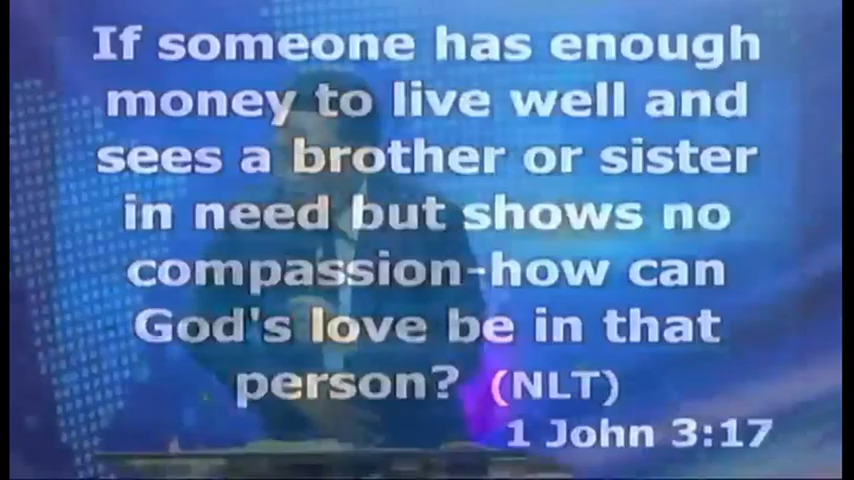 If someone has enough
money to live well and
sees a brother or sister
in need but shows no
compassion-how can
God's love be in that
person? (NLT)
1 John 3:17